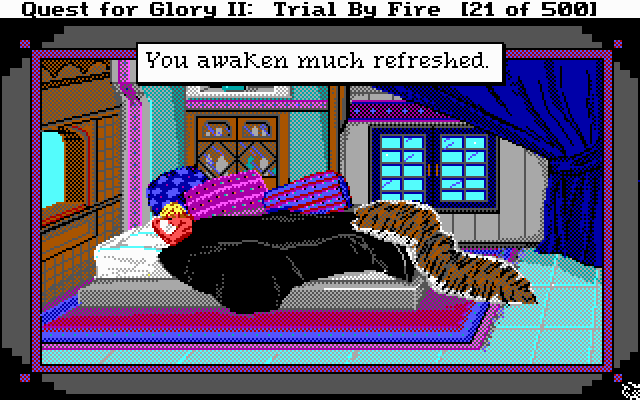 Quest for Glory II: Trial By Fire [21 of 500]
You awaken much refreshed.